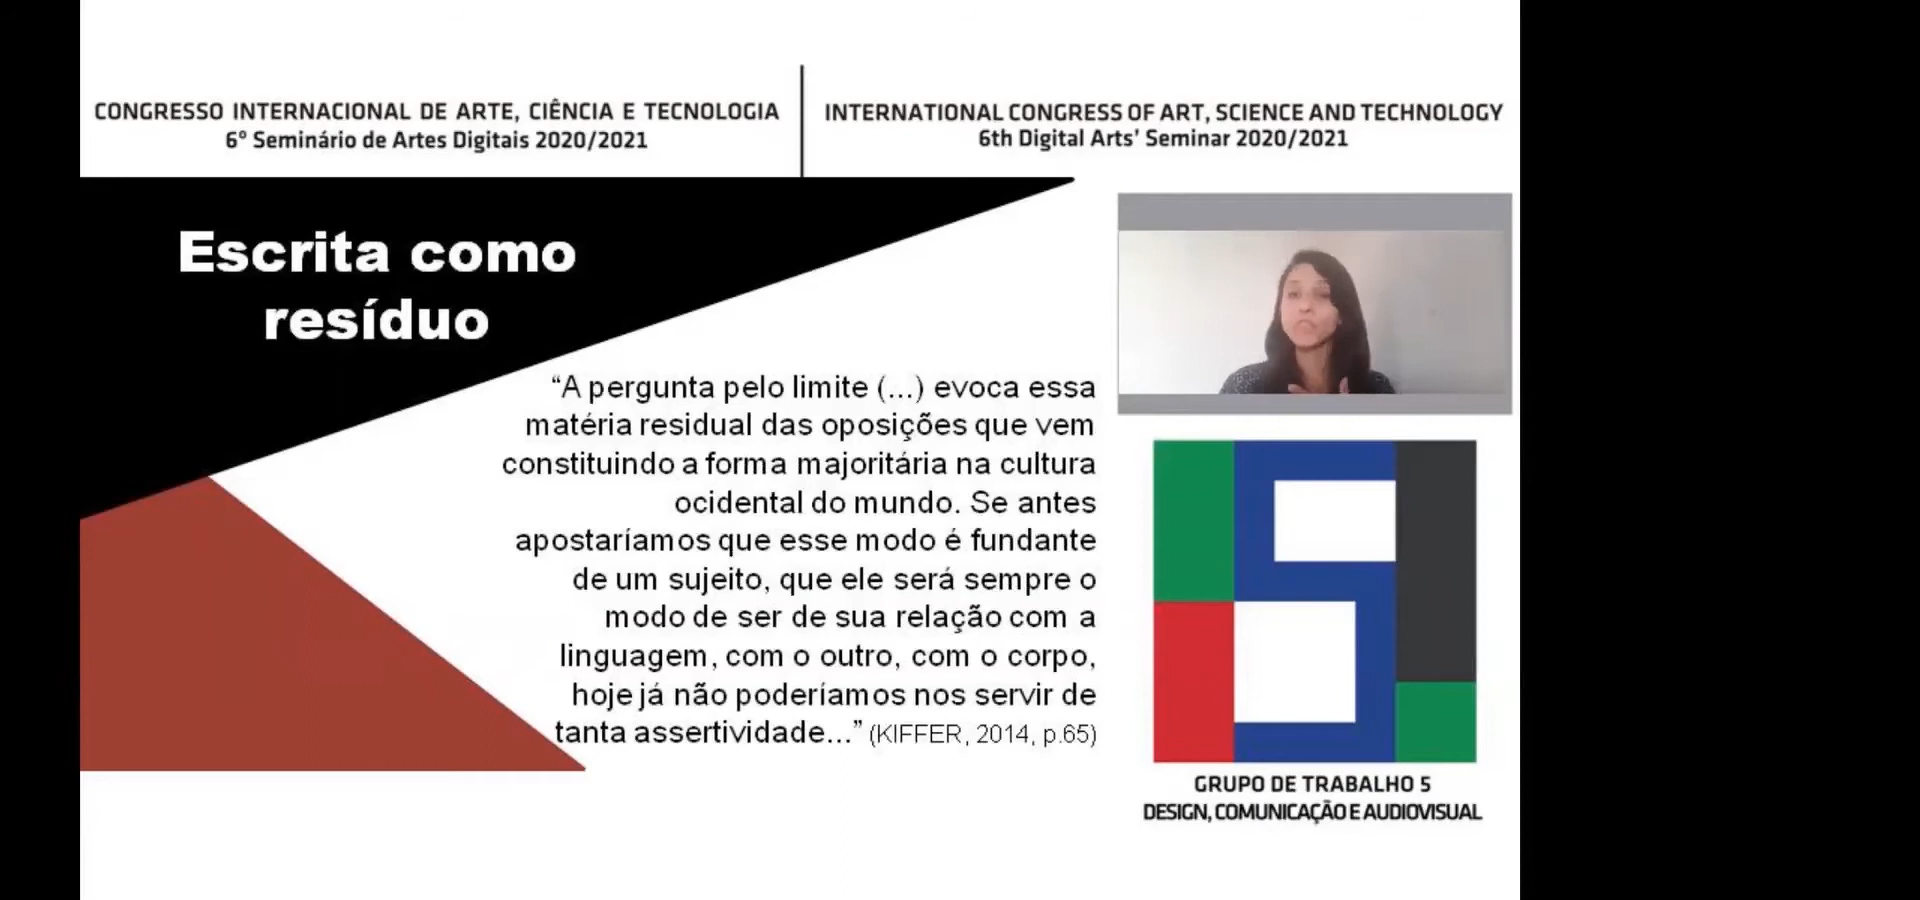 CONGRESSO INTERNACIONAL DE ARTE, CIÊNCIA E TECNOLOGIA
6º Seminário de Artes Digitais 2020/2021
INTERNATIONAL CONGRESS OF ART, SCIENCE AND TECHNOLOGY
6th Digital Arts' Seminar 2020/2021
Escrita como
resíduo
“A pergunta pelo limite (...) evoca essa
matéria residual das oposições que vem
constituindo a forma majoritária na cultura
ocidental do mundo. Se antes
apostaríamos que esse modo é fundante
de um sujeito, que ele será sempre o
modo de ser de sua relação com a
linguagem, com o outro, com o corpo,
hoje já não poderíamos nos servir de
tanta assertividade...” (KIFFER, 2014, p.65)
GRUPO DE TRABALHO 5
DESIGN, COMUNICAÇÃO E AUDIOVISUAL